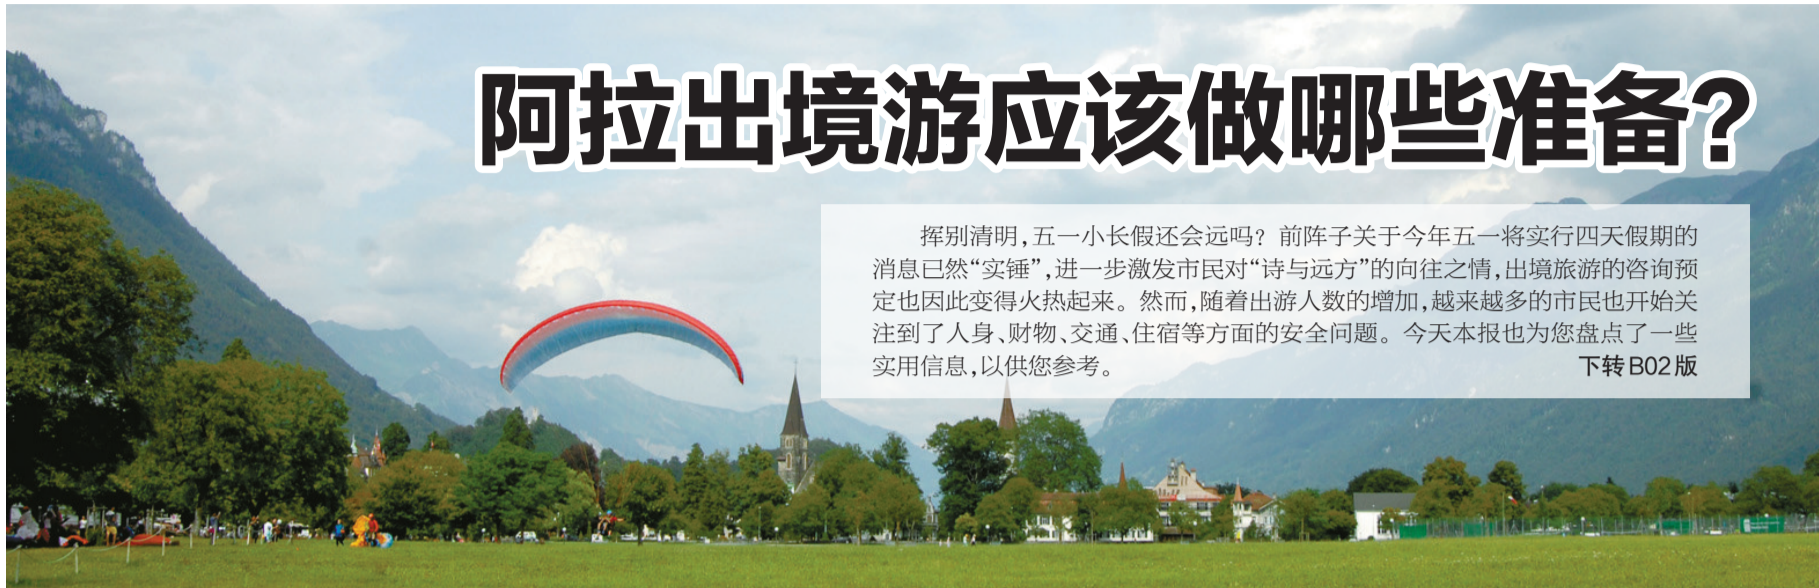 阿拉出境游应该做哪些准备？
挥别清明，五一小长假还会远吗？前阵子关于今年五一将实行四天假期的
消息已然“实锤”，进一步激发市民对“诗与远方”的向往之情，出境旅游的咨询预
定也因此变得火热起来。然而，随着出游人数的增加，越来越多的市民也开始关
注到了人身、财物、交通、住宿等方面的安全问题。今天本报也为您盘点了一些
实用信息，以供您参考。 下转B02版